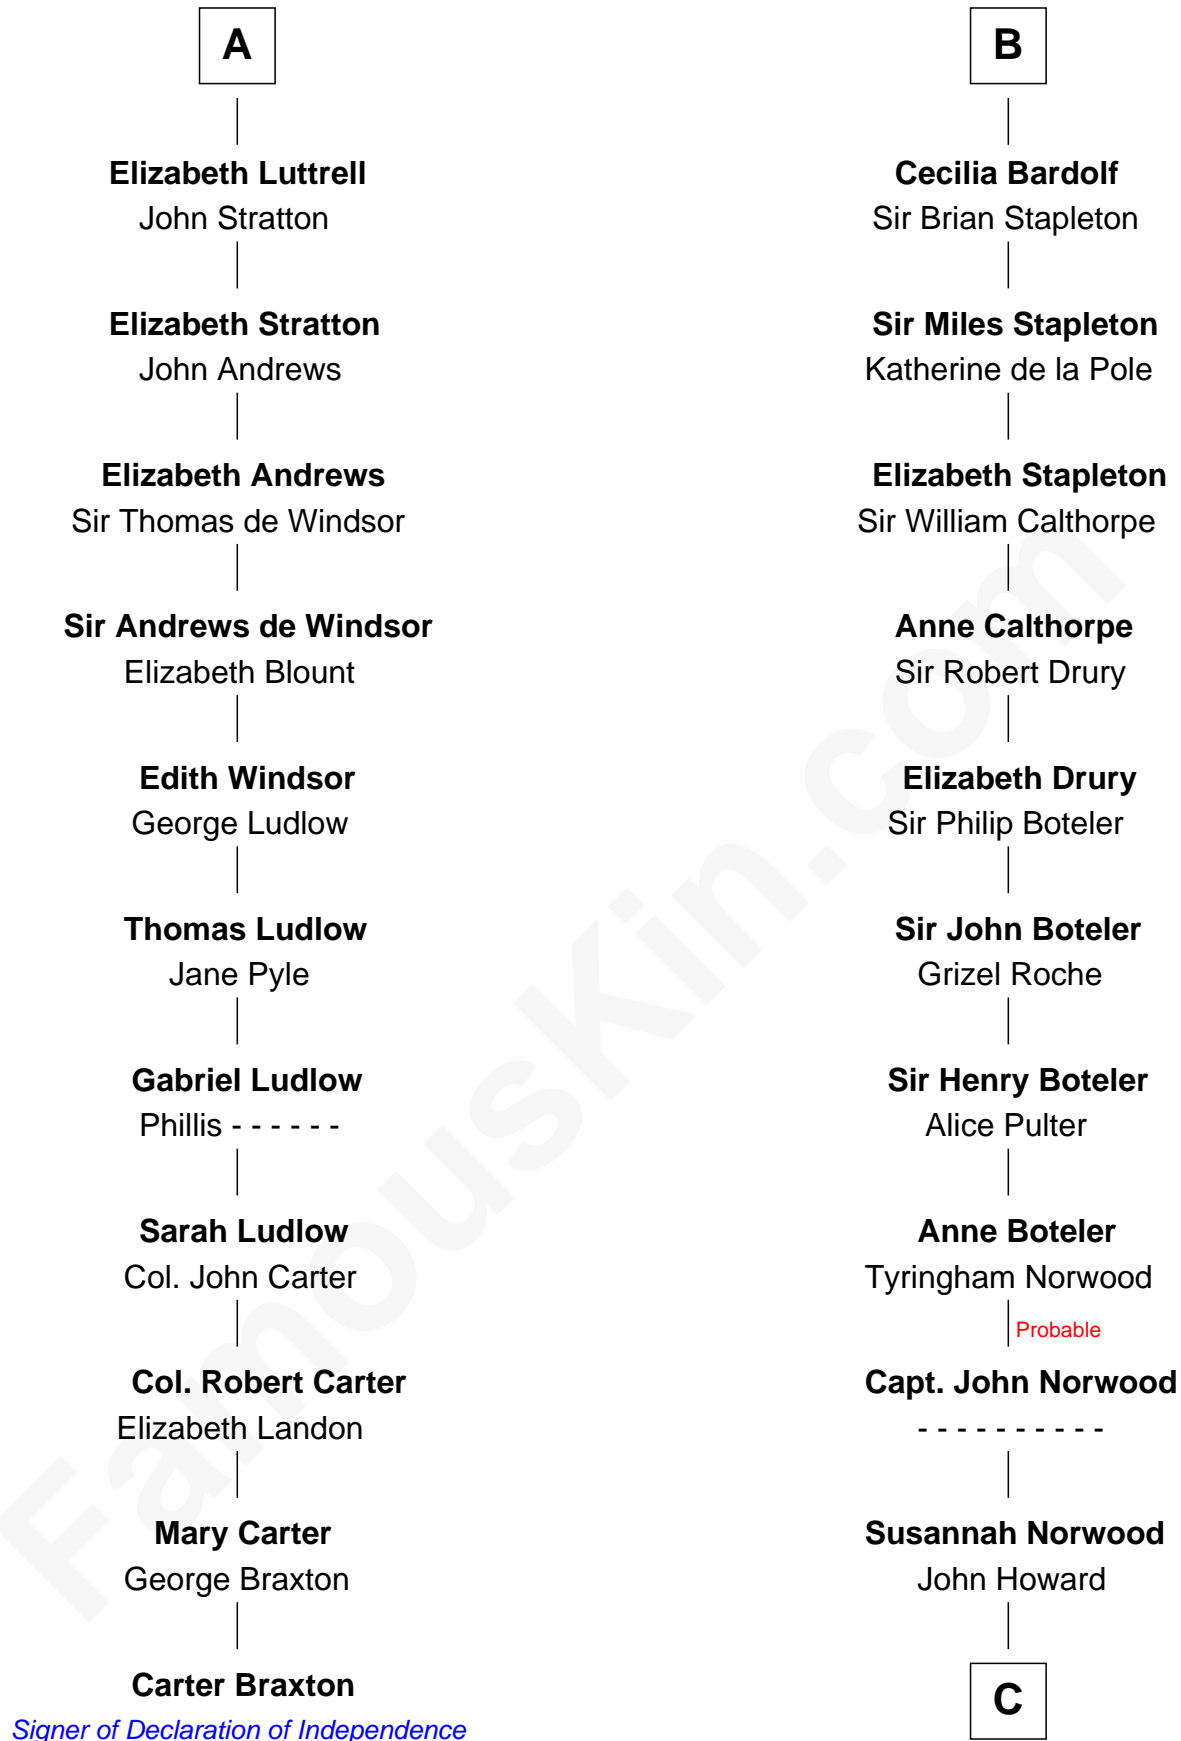 A
Elizabeth Luttrell
John Stratton
Elizabeth Stratton
John Andrews
Elizabeth Andrews
Sir Thomas de Windsor
Sir Andrews de Windsor
Elizabeth Blount
Edith Windsor
George Ludlow
Thomas Ludlow
Jane Pyle
Gabriel Ludlow
Phillis - - - - - -
Sarah Ludlow
Col. John Carter
Col. Robert Carter
Elizabeth Landon
Mary Carter
George Braxton
Carter Braxton
Signer of Declaration of Independence
B
Cecilia Bardolf
Sir Brian Stapleton
Sir Miles Stapleton
Katherine de la Pole
Elizabeth Stapleton
Sir William Calthorpe
Anne Calthorpe
Sir Robert Drury
Elizabeth Drury
Sir Philip Boteler
Sir John Boteler
Grizel Roche
Sir Henry Boteler
Alice Pulter
Anne Boteler
Tyringham Norwood
Probable
Capt. John Norwood
- - - - - - - - - -
Susannah Norwood
John Howard
C
FamousKin.com